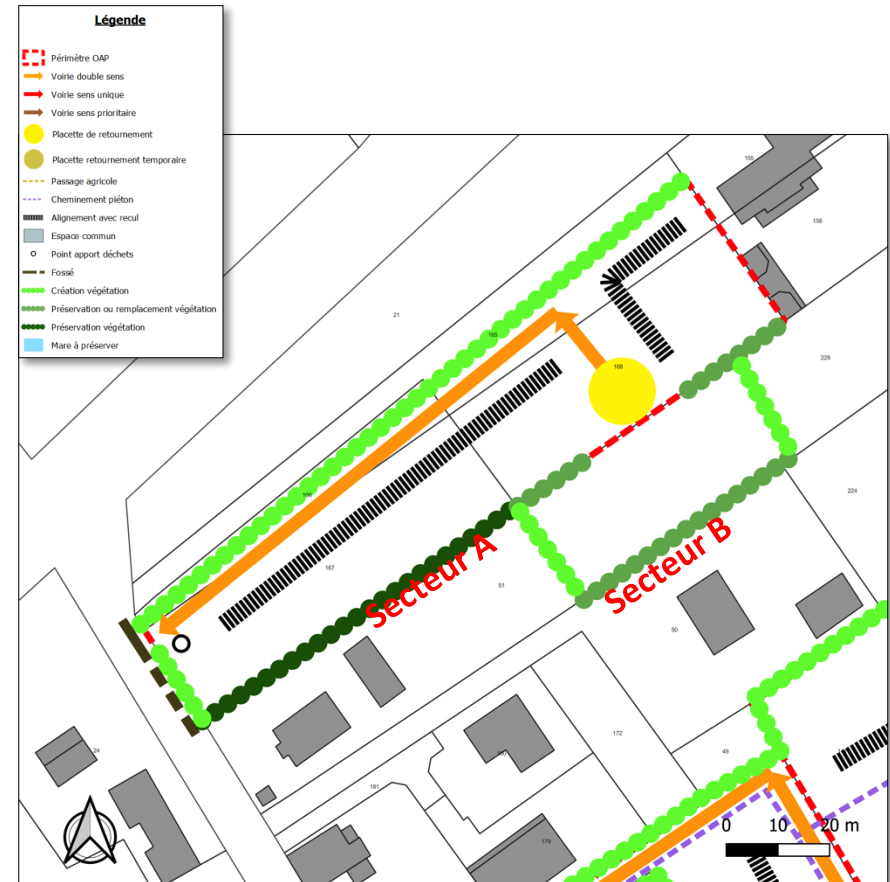 Légende
Périmètre OAP
Voirie double sens
Voirie sens unique
Voirie sens prioritaire
Placette de retournement
Placette retournement temporaire
Passage agricole
Cheminement piéton
Alignement avec recul
Espace commun
Point apport déchets
Fossé
Création végétation
Préservation ou remplacement végétation
Préservation végétation
Mare à préserver
155
158
21
165
168
229
224
166
167
51
50
Secteur A
Secteur B
172
49
24
181
179
0 10 20 m